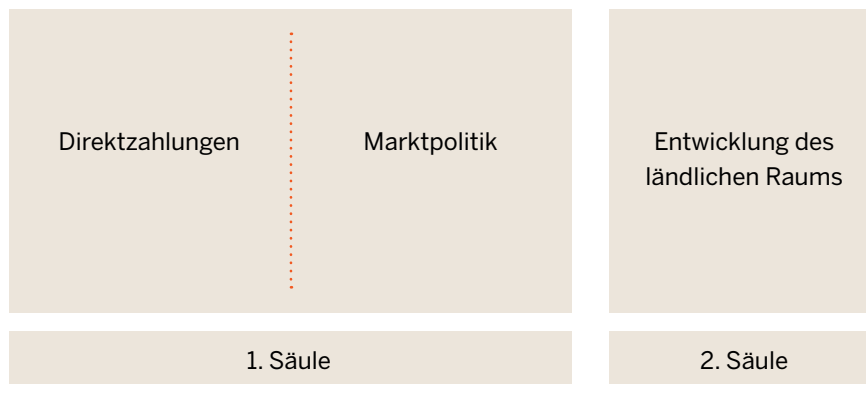 Direktzahlungen
Marktpolitik
Entwicklung des
ländlichen Raums
1. Säule
2. Säule